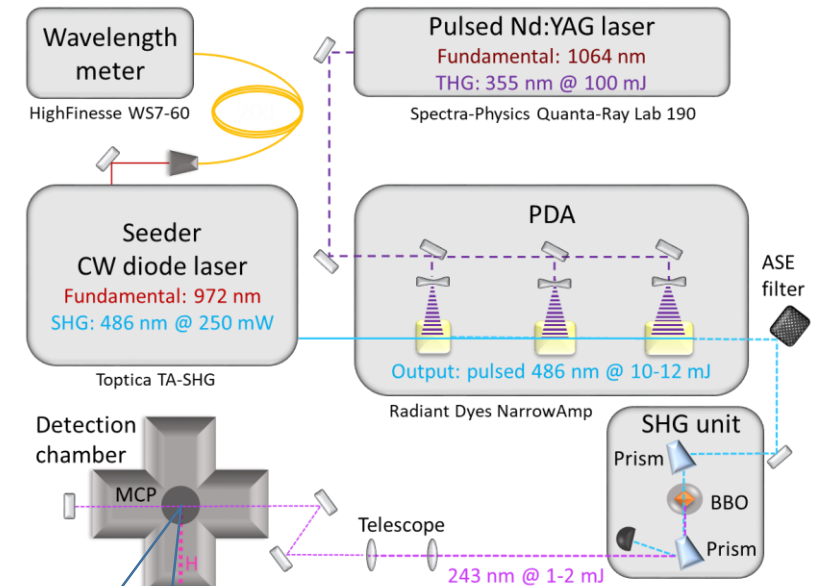 Wavelength
meter
HighFinesse WS7-60
Pulsed Nd:YAG laser
Fundamental: 1064 nm
THG: 355 nm @ 100 mJ
Spectra-Physics Quanta-Ray Lab 190
Seeder
CW diode laser
Fundamental: 972 nm
SHG: 486 nm @ 250 mW
Toptica TA-SHG
PDA
Output: pulsed 486 nm @ 10-12 mJ
Radiant Dyes NarrowAmp
ASE
filter
SHG unit
Prism
BBO
Prism
Detection
chamber
MCP
H
Telescope
243 nm @ 1-2 mJ